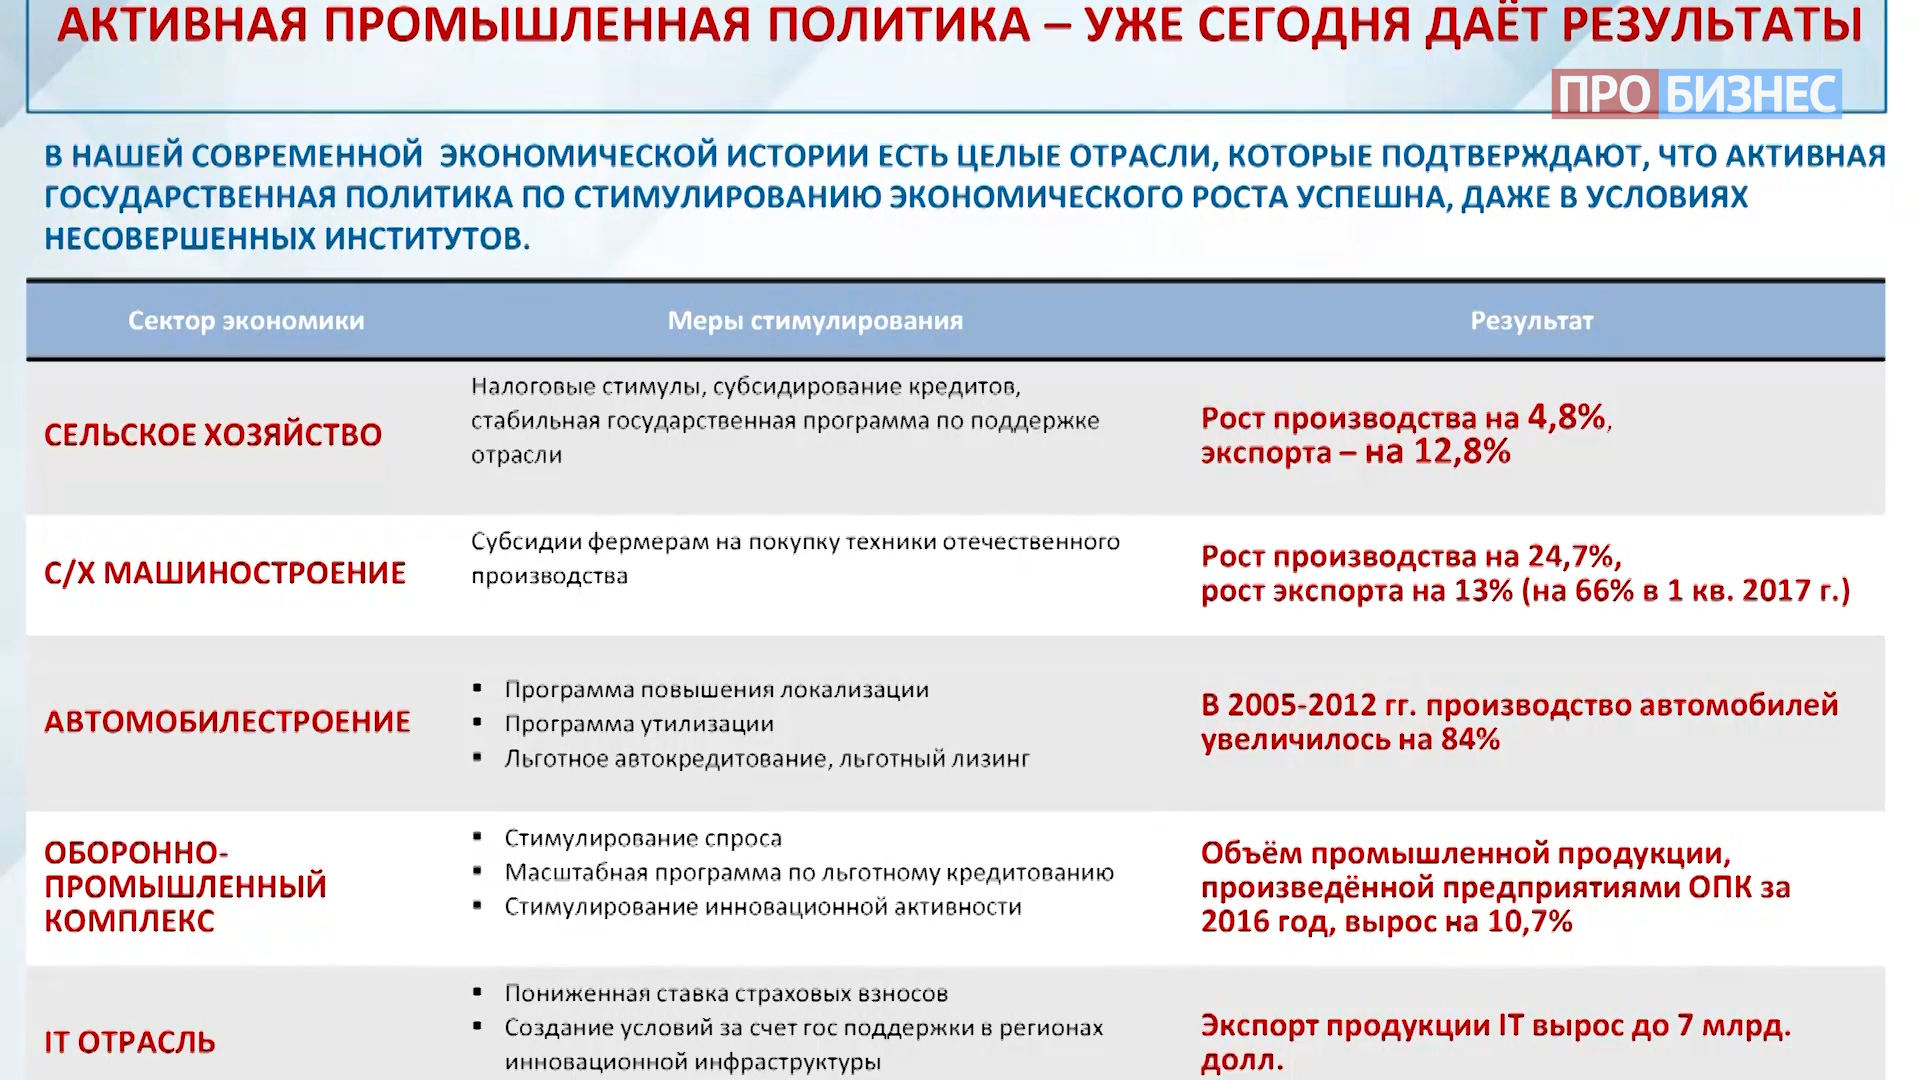 АКТИВНАЯ ПРОМЫШЛЕННАЯ ПОЛИТИКА – УЖЕ СЕГОДНЯ ДАЁТ РЕЗУЛЬТАТЫ
ПРО БИЗНЕС
В НАШЕЙ СОВРЕМЕННОЙ ЭКОНОМИЧЕСКОЙ ИСТОРИИ ЕСТЬ ЦЕЛЫЕ ОТРАСЛИ, КОТОРЫЕ ПОДТВЕРЖДАЮТ, ЧТО АКТИВНАЯ
ГОСУДАРСТВЕННАЯ ПОЛИТИКА ПО СТИМУЛИРОВАНИЮ ЭКОНОМИЧЕСКОГО РОСТА УСПЕШНА, ДАЖЕ В УСЛОВИЯХ
НЕСОВЕРШЕННЫХ ИНСТИТУТОВ.
Сектор экономики Меры стимулирования Результат
СЕЛЬСКОЕ ХОЗЯЙСТВО
Налоговые стимулы, субсидирование кредитов,
стабильная государственная программа по поддержке
отрасли
Рост производства на 4,8%,
экспорта – на 12,8%
С/Х МАШИНОСТРОЕНИЕ
Субсидии фермерам на покупку техники отечественного
производства
Рост производства на 24,7%,
рост экспорта на 13% (на 66% в 1 кв. 2017 г.)
АВТОМОБИЛЕСТРОЕНИЕ
▪ Программа повышения локализации
▪ Программа утилизации
▪ Льготное автокредитование, льготный лизинг
В 2005-2012 гг. производство автомобилей
увеличилось на 84%
ОБОРОННО-
ПРОМЫШЛЕННЫЙ
КОМПЛЕКС
▪ Стимулирование спроса
▪ Масштабная программа по льготному кредитованию
▪ Стимулирование инновационной активности
Объём промышленной продукции,
произведённой предприятиями ОПК за
2016 год, вырос на 10,7%
IT ОТРАСЛЬ
▪ Пониженная ставка страховых взносов
▪ Создание условий за счет гос поддержки в регионах
инновационной инфраструктуры
Экспорт продукции IT вырос до 7 млрд.
долл.